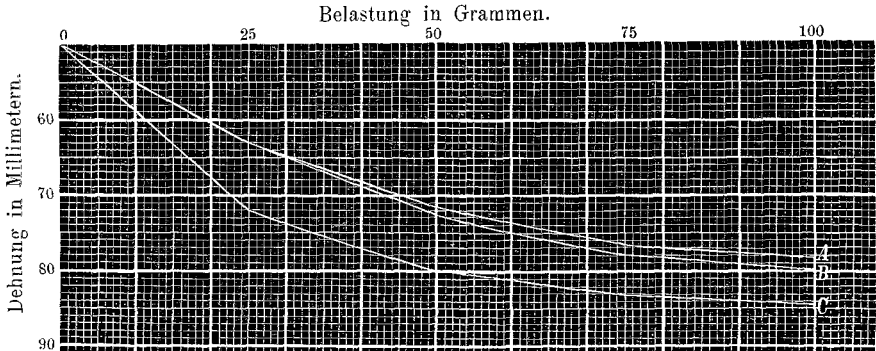 Belastung in Grammen.
0 25 50 75 100
Dehnung in Millimetern.
60
70
80
90
A
B
C